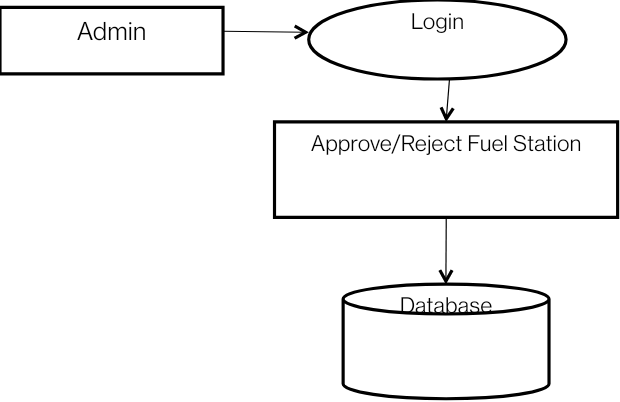 Admin
Login
Approve/Reject Fuel Station
Database